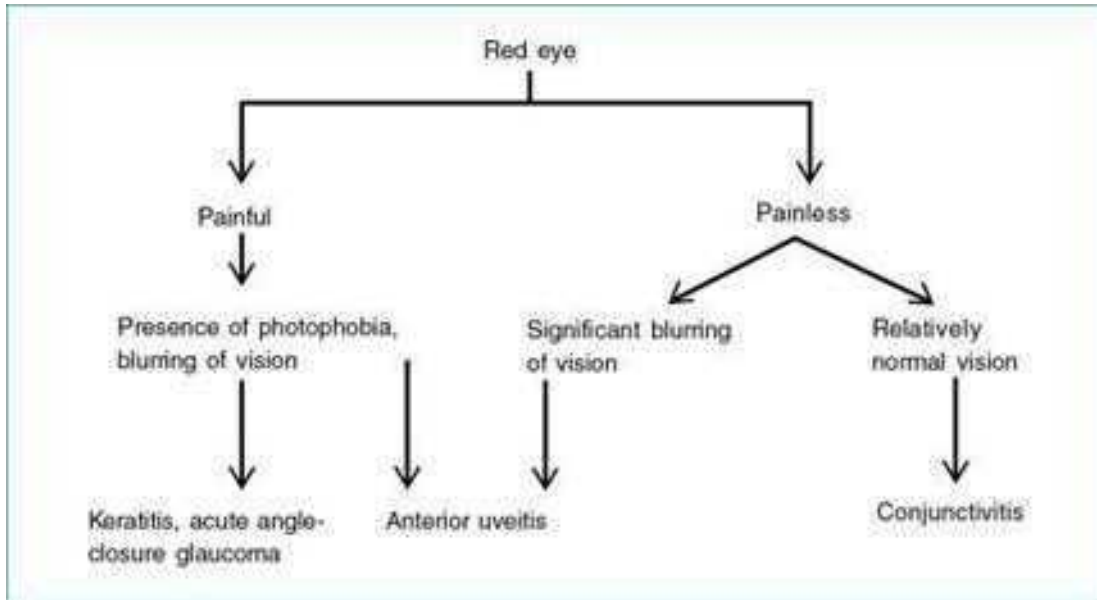 Red eye
Painful
Painless
Presence of photophobia,
blurring of vision
Significant blurring
of vision
Relatively
normal vision
Keratitis, acute angle-
closure glaucoma
Anterior uveitis
Conjunctivitis